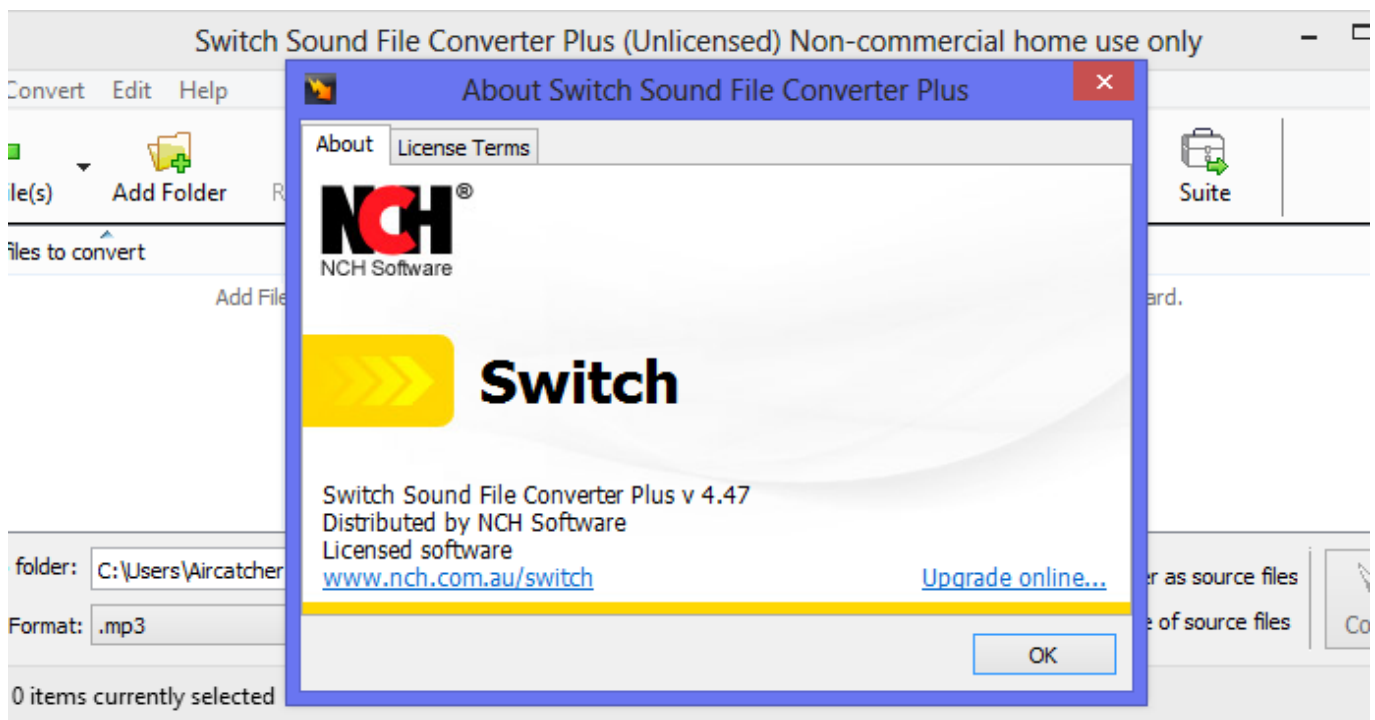 Switch Sound File Converter Plus (Unlicensed) Non-commercial home use only
Convert Edit Help
About Switch Sound File Converter Plus
About License Terms
ile(s) Add Folder R
Suite
NCH®
NCH Software
files to convert
Add File
ard.
Switch
Switch Sound File Converter Plus v 4.47
Distributed by NCH Software
Licensed software
www.nch.com.au/switch Upgrade online...
folder: C:\Users\Aircatcher
er as source files
Format: .mp3
e of source files
Co
OK
0 items currently selected